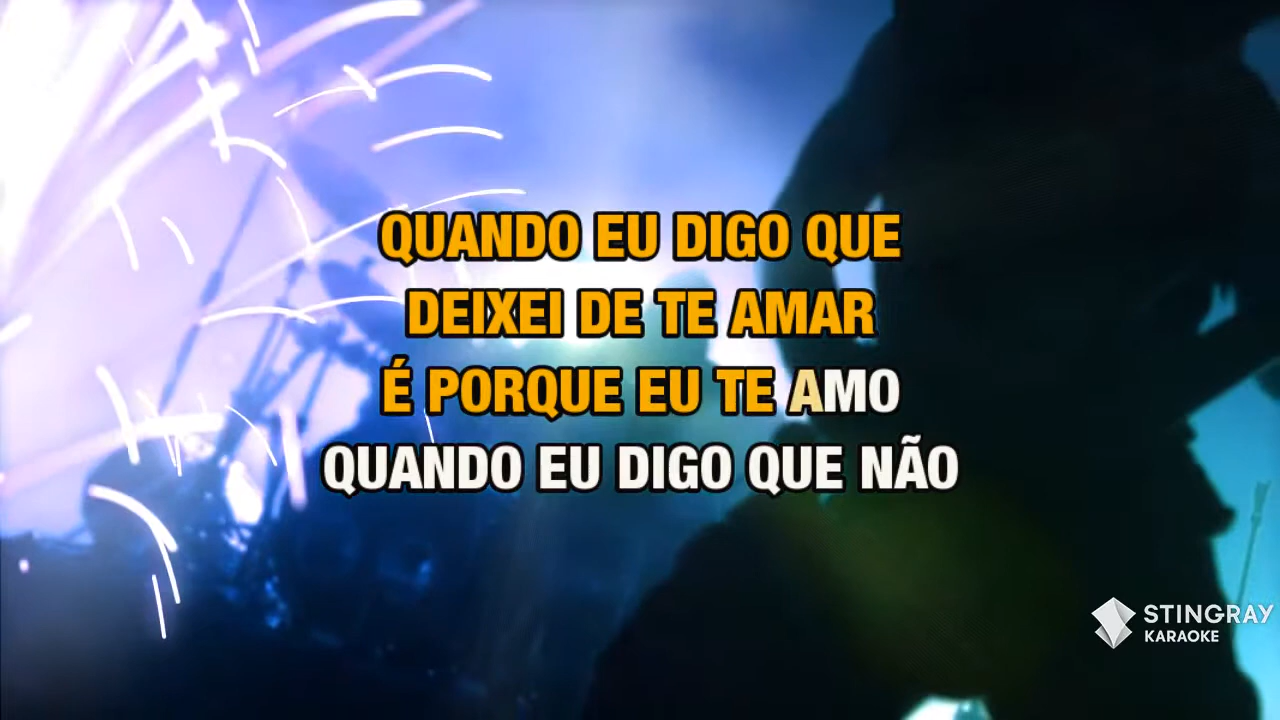 QUANDO EU DIGO QUE
DEIXEI DE TE AMAR
É PORQUE EU TE AMO
QUANDO EU DIGO QUE NÃO
STINGRAY
KARAOKE